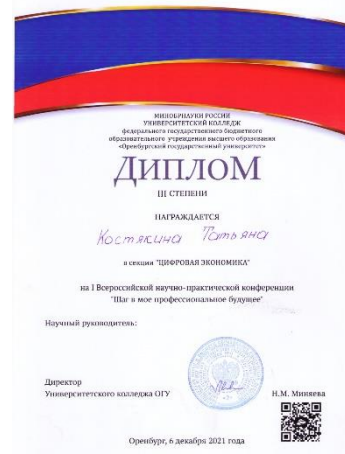 МИНОБРНАУКИ РОССИИ
УНИВЕРСИТЕТСКИЙ КОЛЛЕДЖ
федерального государственного бюджетного
образовательного учреждения высшего образования
«Оренбургский государственный университет»
ДИПЛОМ
III СТЕПЕНИ
НАГРАЖДАЕТСЯ
Костякина Татьяна
в секции "ЦИФРОВАЯ ЭКОНОМИКА"
на I Всероссийской научно-практической конференции
"Шаг в мое профессиональное будущее"
Научный руководитель:
Директор
Университетского колледжа ОГУ
Н.М. Миняева
Оренбург, 6 декабря 2021 года